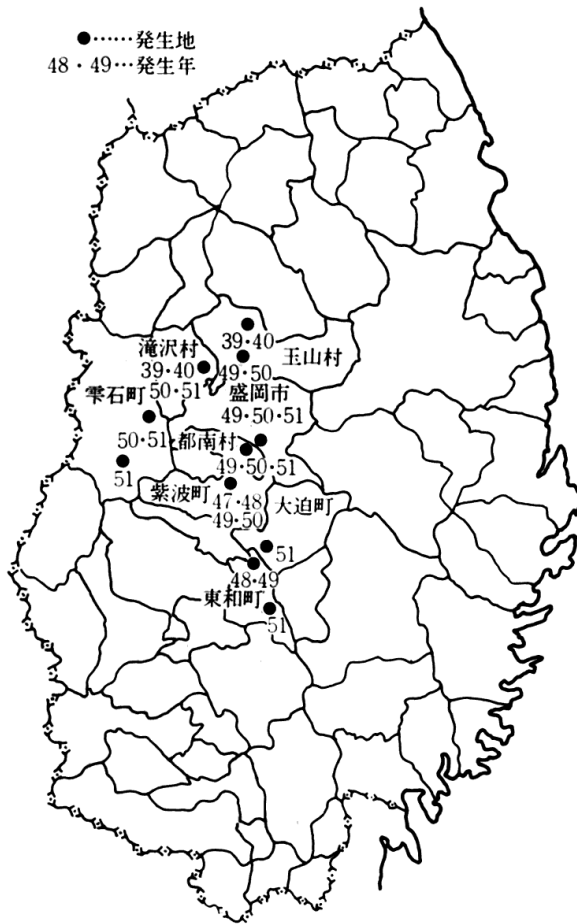 ●……発生地
48・49…発生年
39・40
玉山村
49・50
滝沢村
39・40
50・51
雫石町
50・51
51
盛岡市
49・50・51
都南村
49・50・51
紫波町
47・48
49・50
大迫町
51
48・49
東和町
51